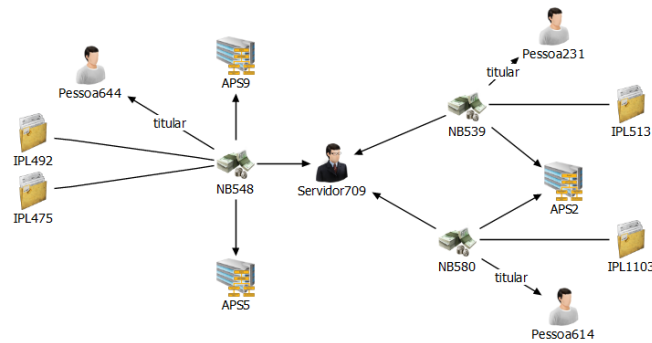 Pessoa231
titular
Pessoa644
APS9
titular
NB539
IPL513
IPL492
NB548
Servidor709
IPL475
APS2
NB580
IPL1103
titular
APS5
Pessoa614